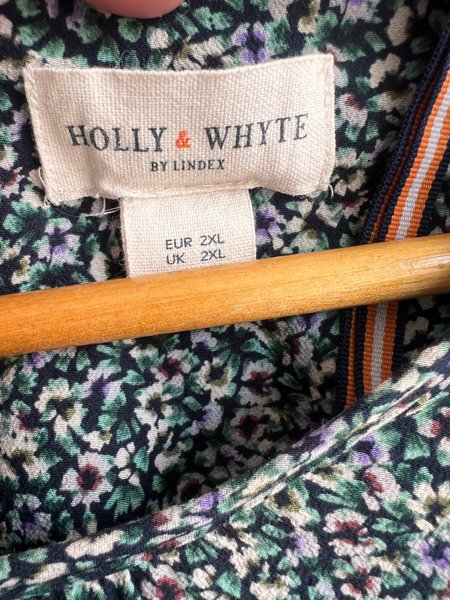 HOLLY & WHYTE
BY LINDEX
EUR 2XL
UK 2XL